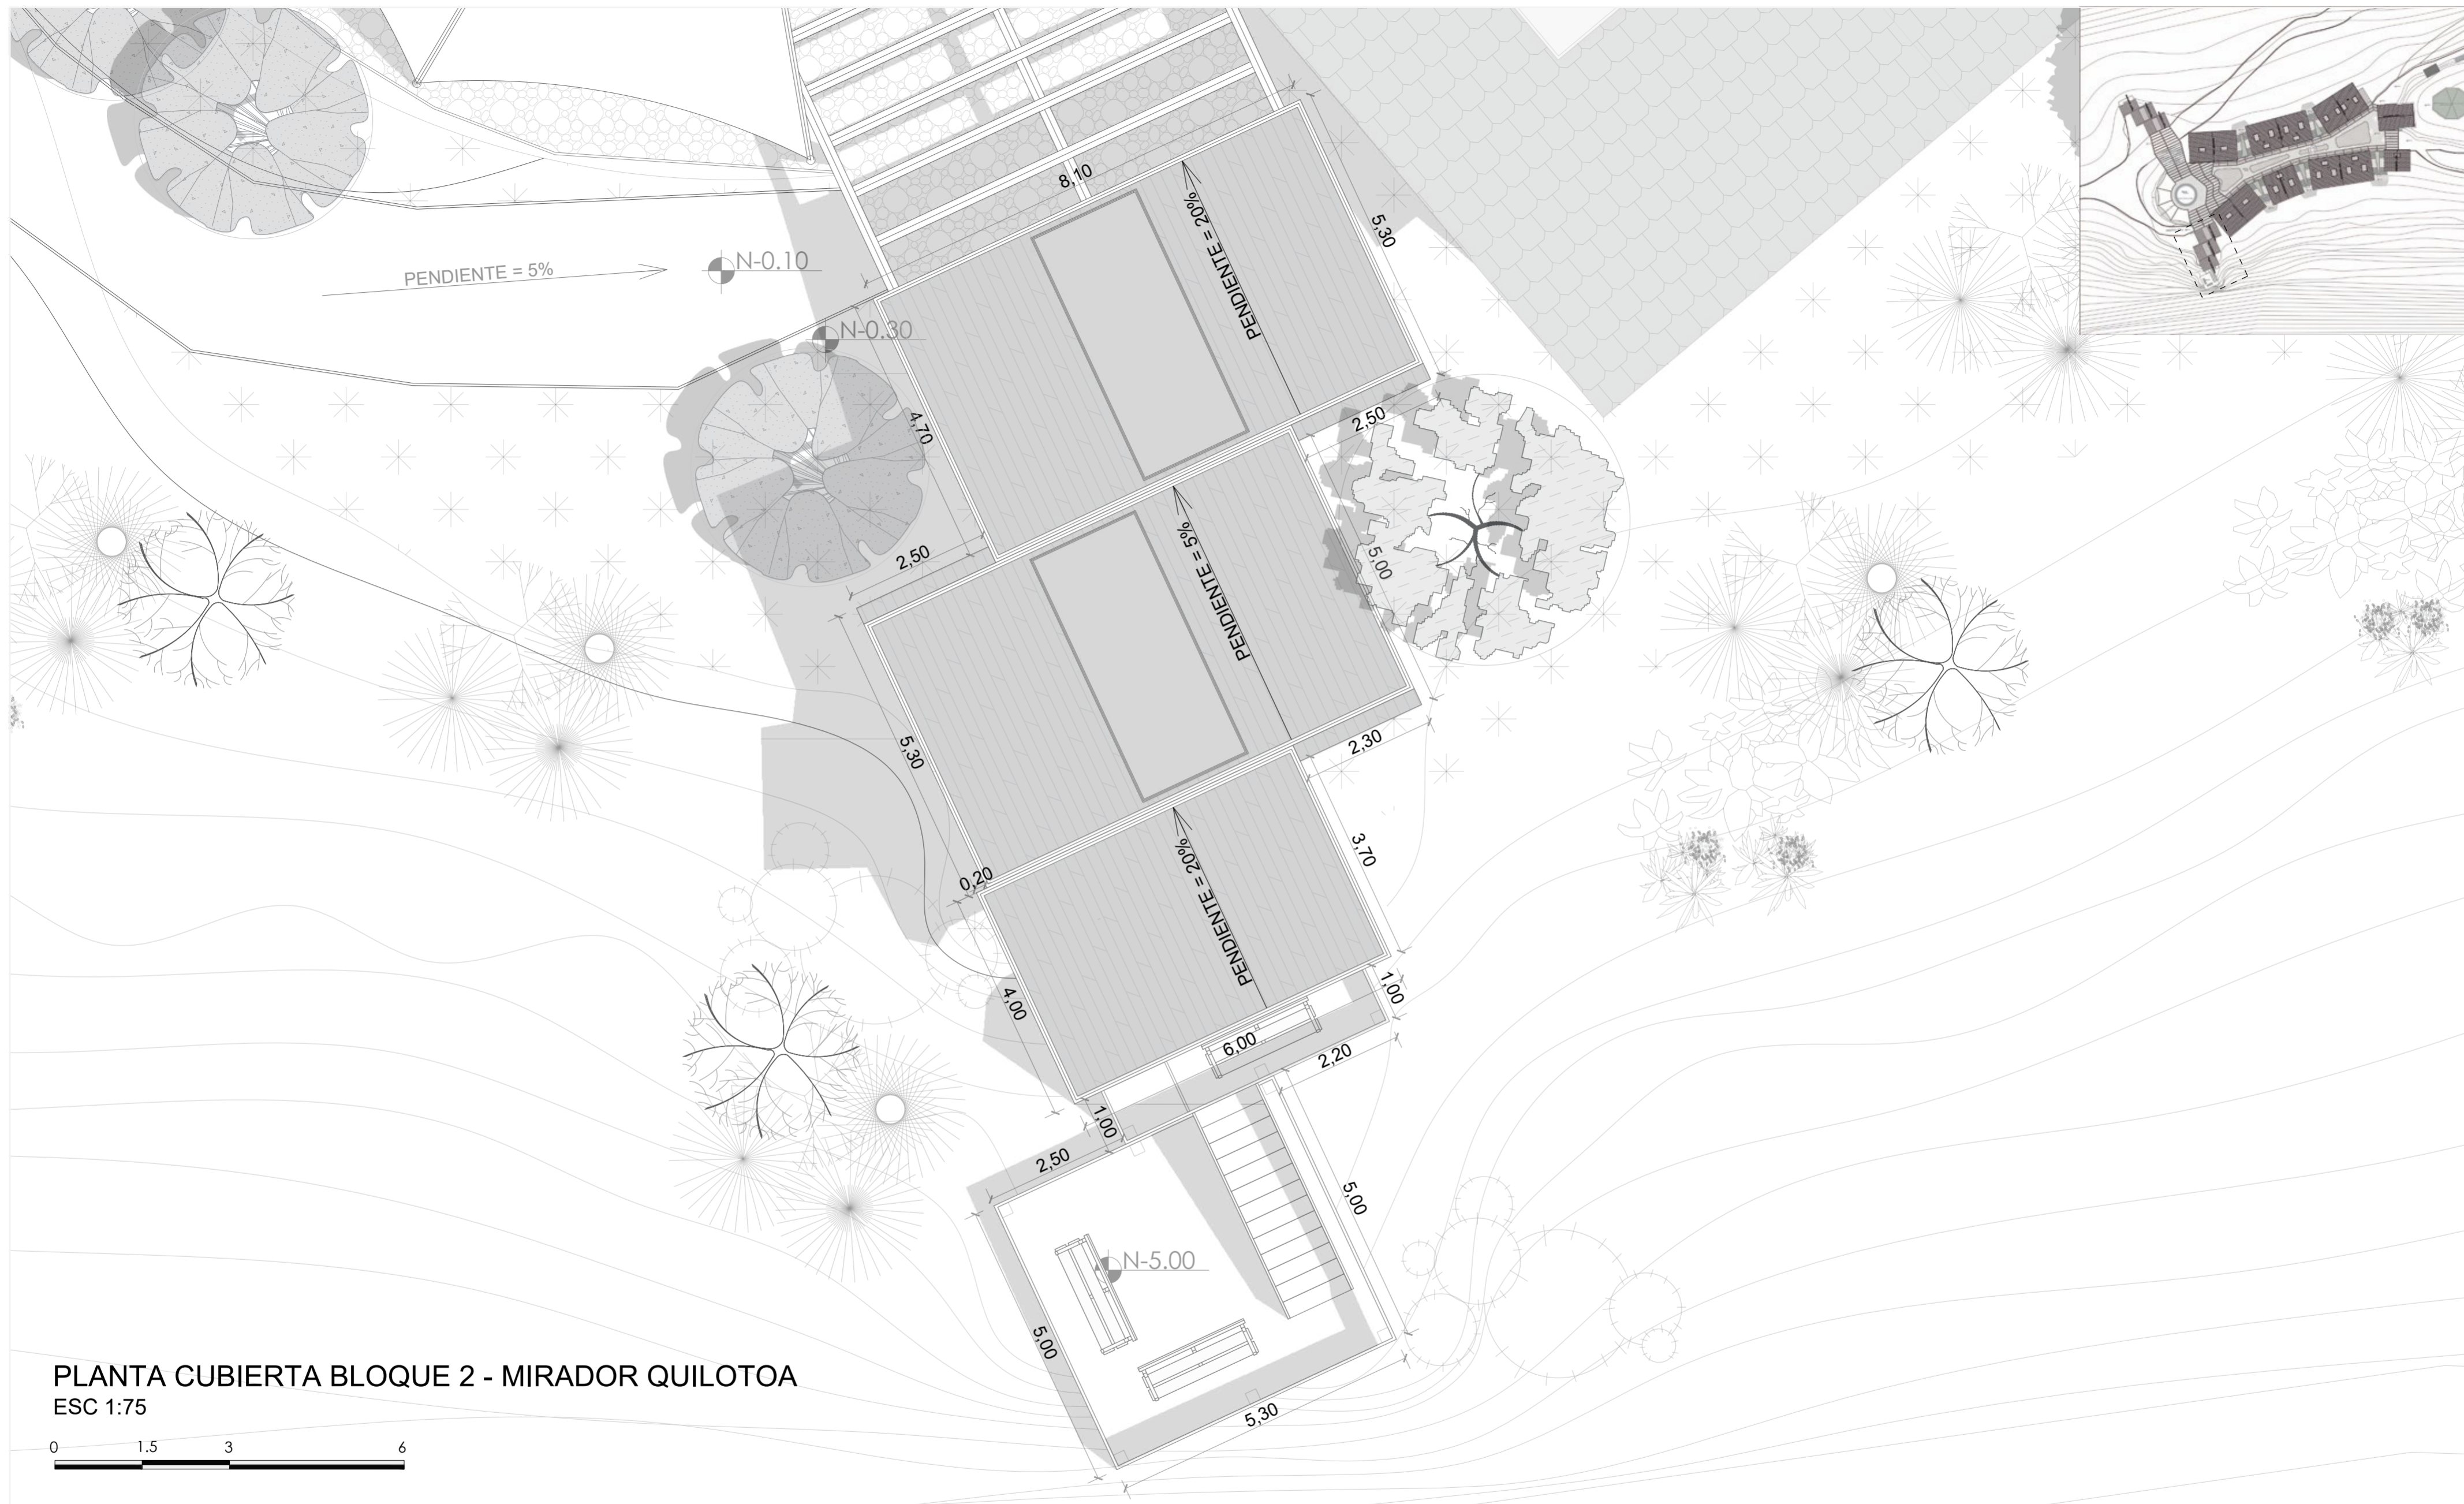 8,10
PENDIENTE = 20%
5,30
PENDIENTE = 5%
N-0.10
N-0.30
4,70
2,50
2,50
PENDIENTE = 5%
5,00
5,30
2,30
0,20
PENDIENTE = 20%
3,70
4,00
1,00
6,00
2,20
1,00
2,50
5,00
N-5.00
5,00
5,30
PLANTA CUBIERTA BLOQUE 2 - MIRADOR QUILOTOA
ESC 1:75
0 1.5 3 6